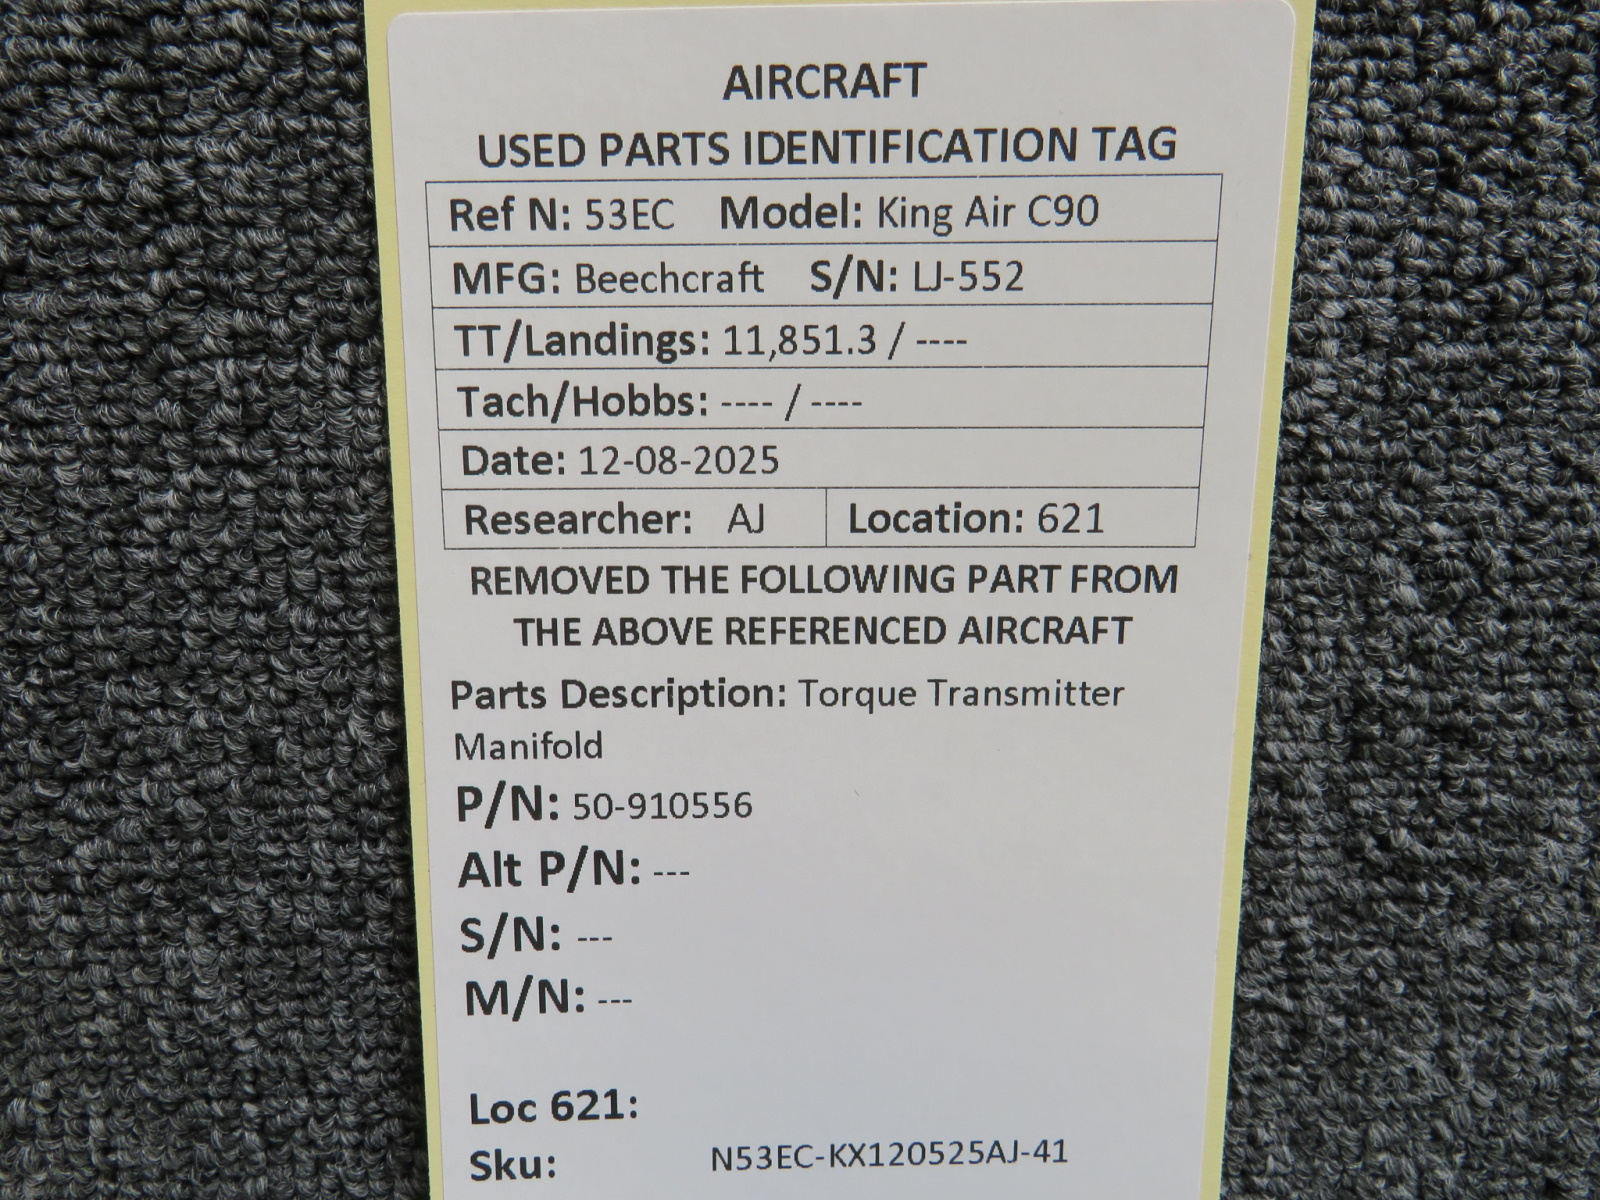 AIRCRAFT
USED PARTS IDENTIFICATION TAG
Ref N: 53EC Model: King Air C90
MFG: Beechcraft S/N: LJ-552
TT/Landings: 11,851.3 / ----
Tach/Hobbs: ---- / ----
Date: 12-08-2025
Researcher: AJ Location: 621
REMOVED THE FOLLOWING PART FROM
THE ABOVE REFERENCED AIRCRAFT
Parts Description: Torque Transmitter
Manifold
P/N: 50-910556
Alt P/N: ---
S/N: ---
M/N: ---
Loc 621:
Sku: N53EC-KX120525AJ-41